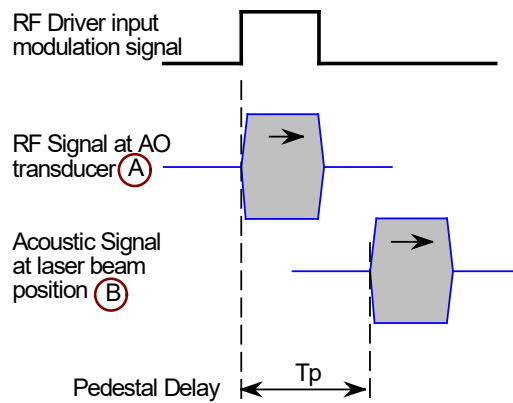 RF Driver input
modulation signal
RF Signal at AO
transducer A
Acoustic Signal
at laser beam
position B
Tp
Pedestal Delay